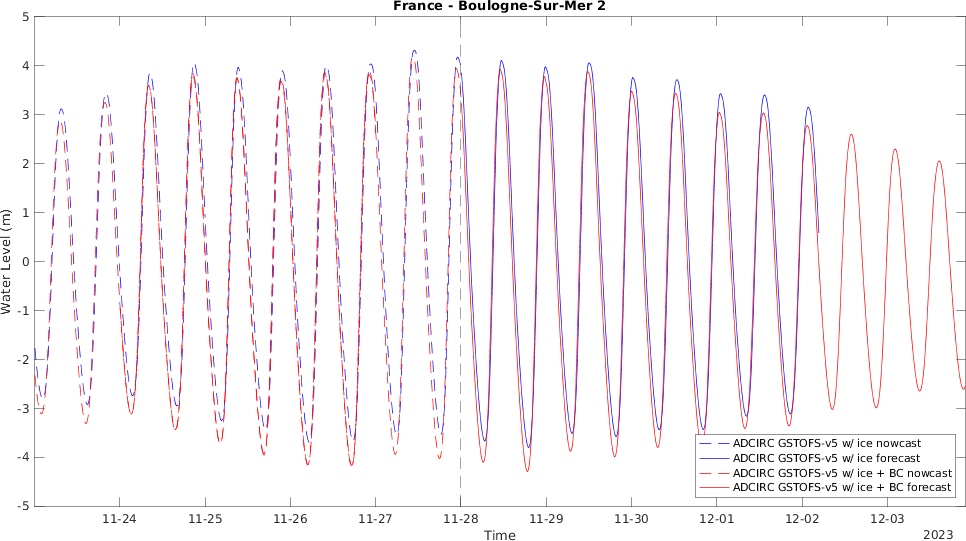 France - Boulogne-Sur-Mer 2
5
4
3
2
1
0
-1
-2
-3
-4
-5
Water Level (m)
ADCIRC GSTOFS-v5 w/ ice nowcast
ADCIRC GSTOFS-v5 w/ ice forecast
ADCIRC GSTOFS-v5 w/ ice + BC nowcast
ADCIRC GSTOFS-v5 w/ ice + BC forecast
11-24 11-25 11-26 11-27 11-28 11-29 11-30 12-01 12-02 12-03
Time
2023